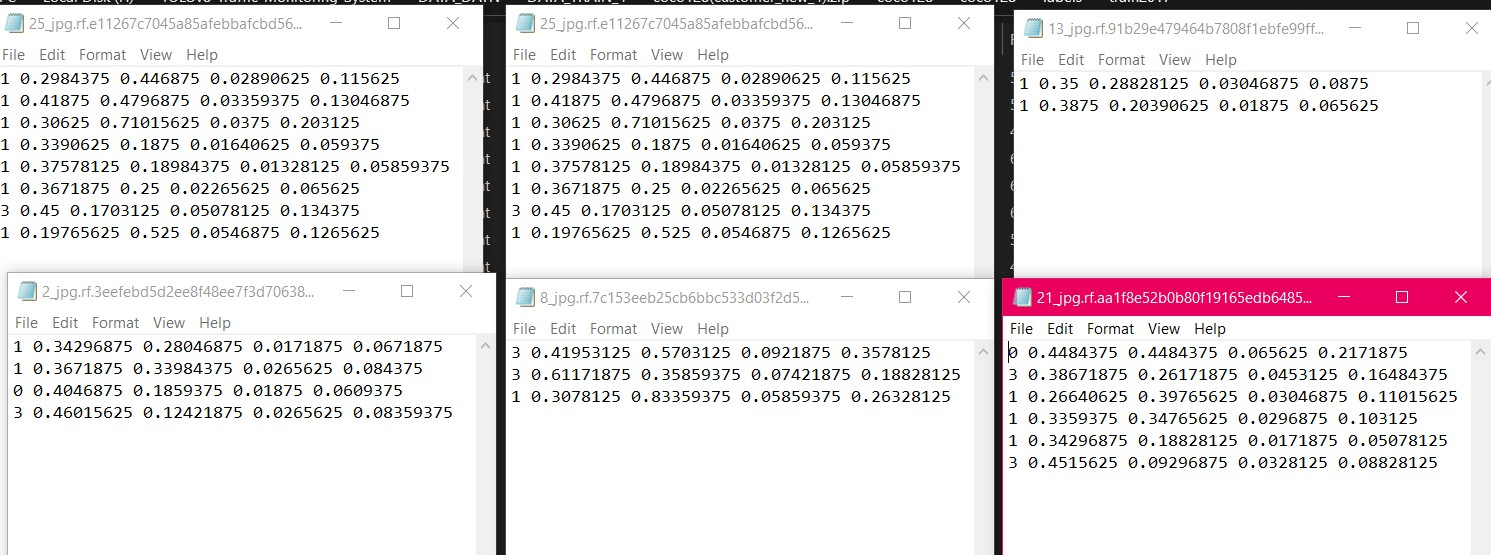 25_jpg.rf.e11267c7045a85afebbafcbd56...
File Edit Format View Help
1 0.2984375 0.446875 0.02890625 0.115625
1 0.41875 0.4796875 0.03359375 0.13046875
1 0.30625 0.71015625 0.0375 0.203125
1 0.3390625 0.1875 0.01640625 0.059375
1 0.37578125 0.18984375 0.01328125 0.05859375
1 0.3671875 0.25 0.02265625 0.065625
3 0.45 0.1703125 0.05078125 0.134375
1 0.19765625 0.525 0.0546875 0.1265625
25_jpg.rf.e11267c7045a85afebbafcbd56...
File Edit Format View Help
1 0.2984375 0.446875 0.02890625 0.115625
1 0.41875 0.4796875 0.03359375 0.13046875
1 0.30625 0.71015625 0.0375 0.203125
1 0.3390625 0.1875 0.01640625 0.059375
1 0.37578125 0.18984375 0.01328125 0.05859375
1 0.3671875 0.25 0.02265625 0.065625
3 0.45 0.1703125 0.05078125 0.134375
1 0.19765625 0.525 0.0546875 0.1265625
13_jpg.rf.91b29e479464b7808f1ebfe99ff...
File Edit Format View Help
1 0.35 0.28828125 0.03046875 0.0875
1 0.3875 0.20390625 0.01875 0.065625
2_jpg.rf.3eefebd5d2ee8f48ee7f3d70638...
File Edit Format View Help
1 0.34296875 0.28046875 0.0171875 0.0671875
1 0.3671875 0.33984375 0.0265625 0.084375
0 0.4046875 0.1859375 0.01875 0.0609375
3 0.46015625 0.12421875 0.0265625 0.08359375
8_jpg.rf.7c153eeb25cb6bbc533d03f2d5...
File Edit Format View Help
3 0.41953125 0.5703125 0.0921875 0.3578125
3 0.61171875 0.35859375 0.07421875 0.18828125
1 0.3078125 0.83359375 0.05859375 0.26328125
21_jpg.rf.aa1f8e52b0b80f19165edb6485...
File Edit Format View Help
0 0.4484375 0.4484375 0.065625 0.2171875
3 0.38671875 0.26171875 0.0453125 0.16484375
1 0.26640625 0.39765625 0.03046875 0.11015625
1 0.3359375 0.34765625 0.0296875 0.103125
1 0.34296875 0.18828125 0.0171875 0.05078125
3 0.4515625 0.09296875 0.0328125 0.08828125